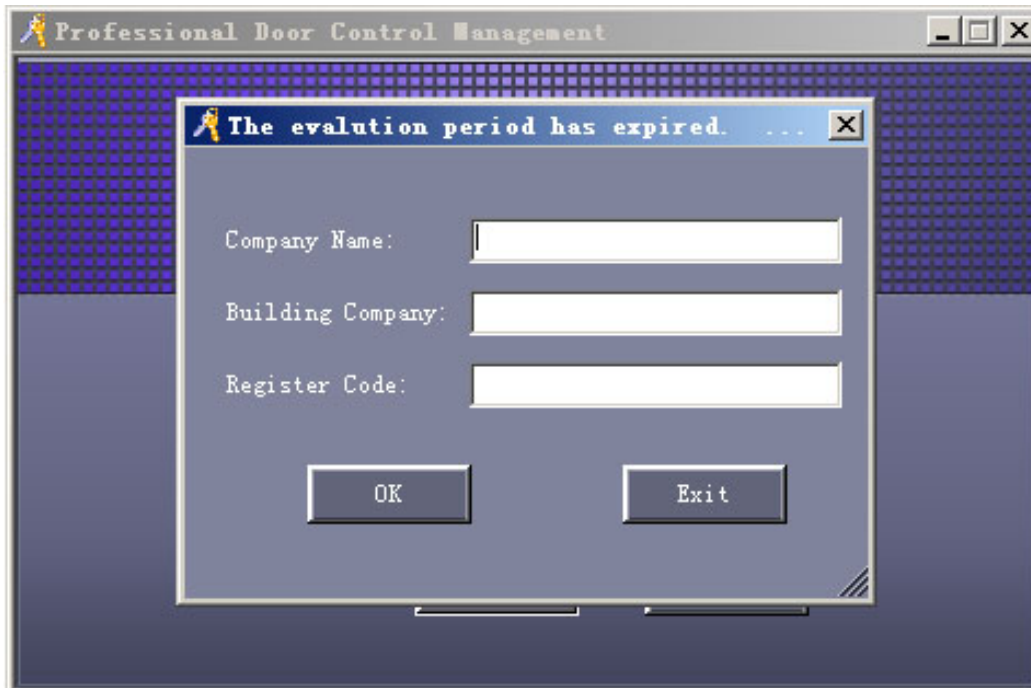 Professional Door Control Management
The evalution period has expired. ...
Company Name:
Building Company:
Register Code:
OK
Exit